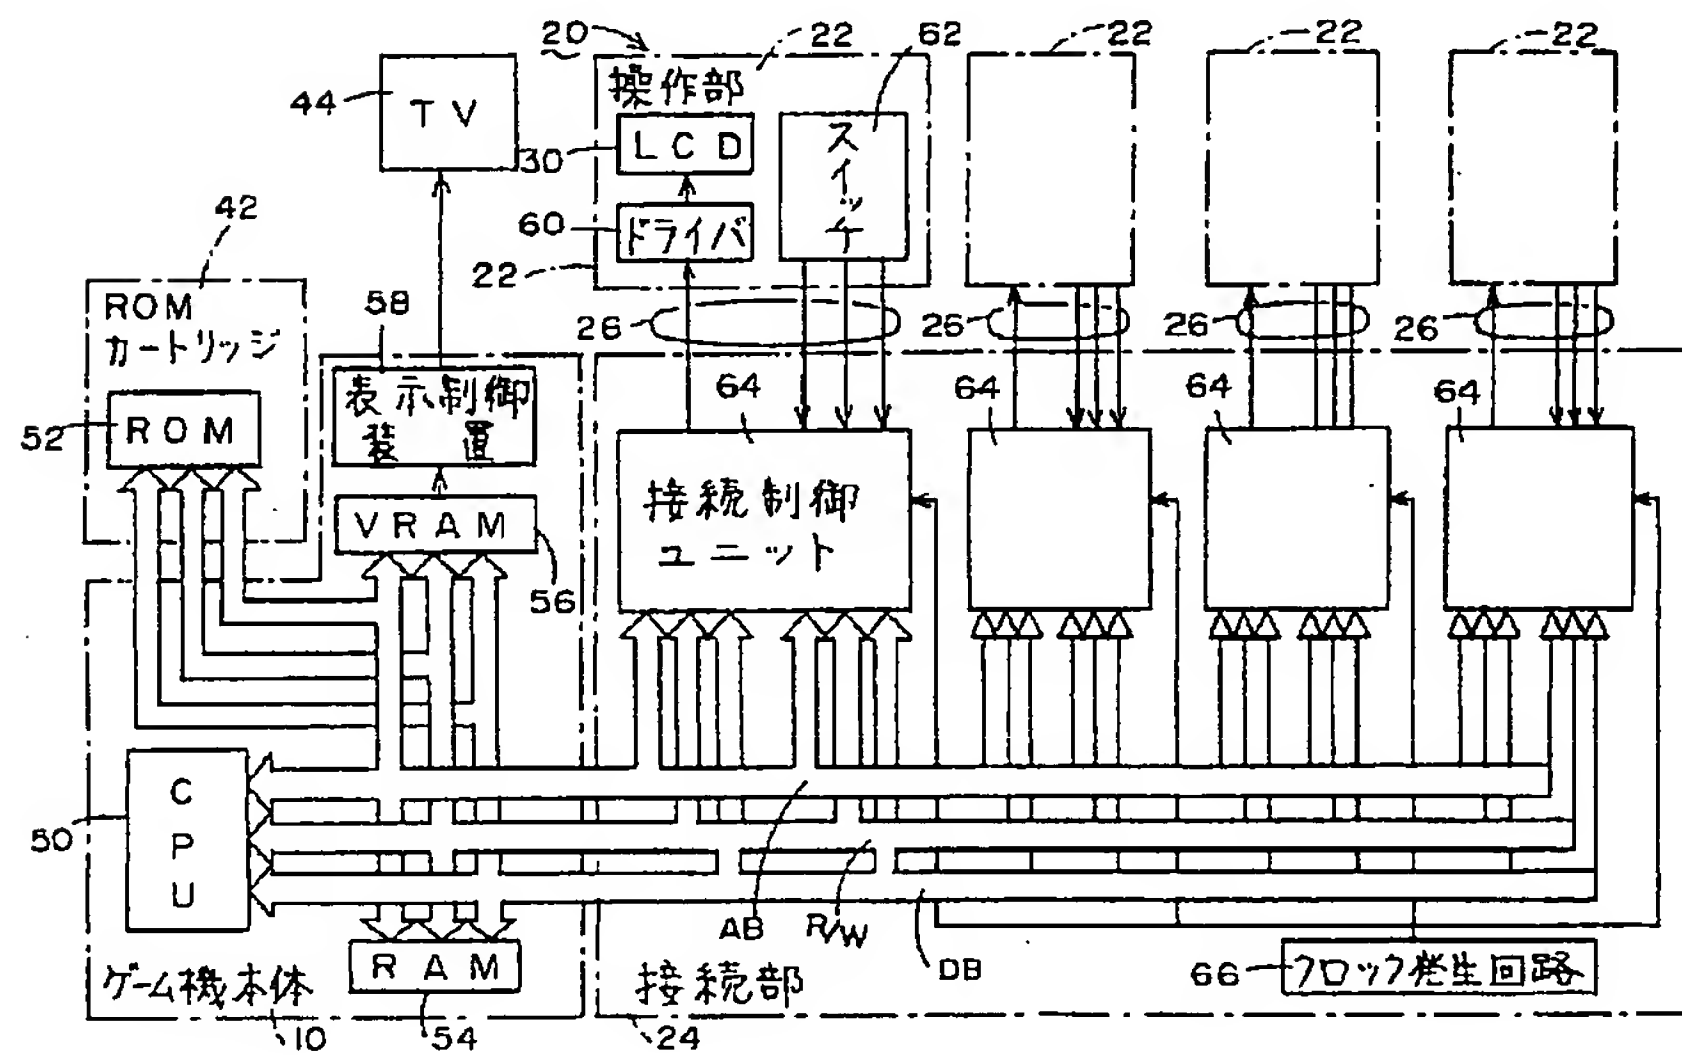 20
22
62
22
22
22
操作部
44
TV
30
LCD
スイッチ
42
60
ドライバ
22
ROM
カートリッジ
58
26
26
26
26
表示制御
装置
64
64
64
64
52
ROM
VRAM
接続制御
ユニット
56
CPU
50
AB
R/W
DB
RAM
ゲーム機本体
10
54
接続部
24
66
クロック発生回路